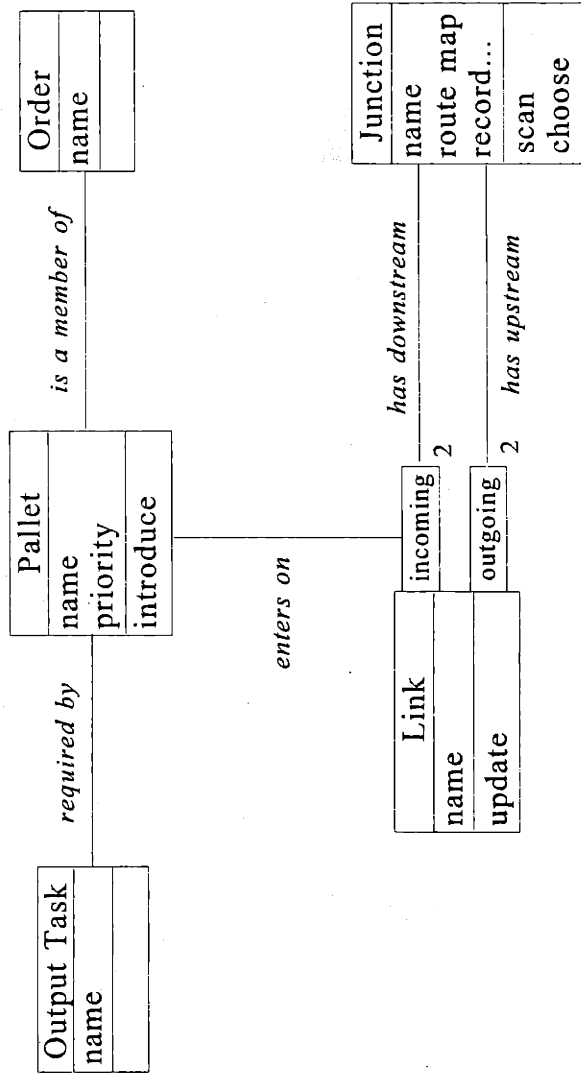 Output Task
name
required by
Pallet
name
priority
introduce
is a member of
Order
name
enters on
Link
name
update
incoming
outgoing
2
2
has downstream
has upstream
Junction
name
route map
record...
scan
choose